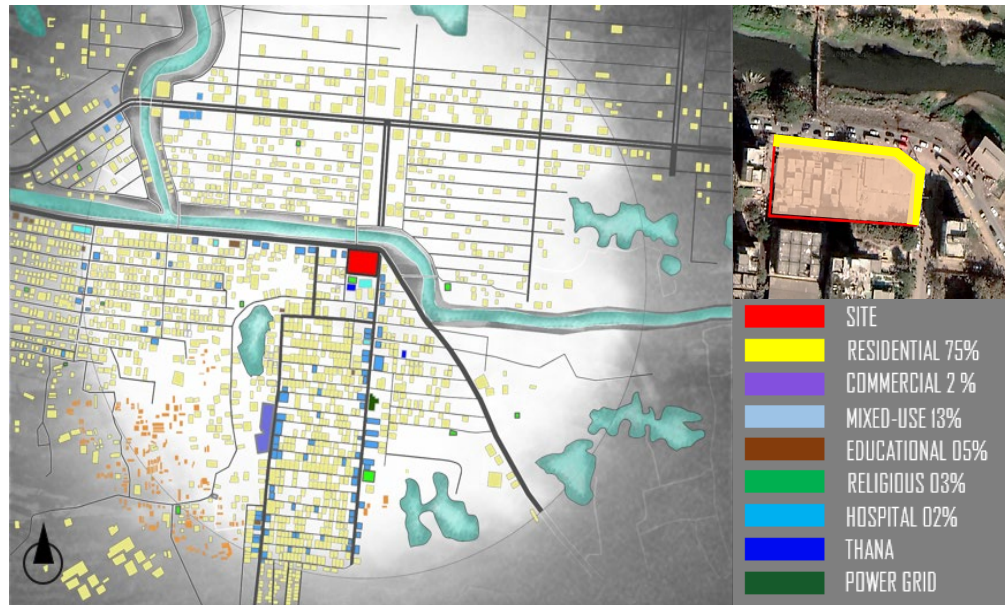 SITE
RESIDENTIAL 75%
COMMERCIAL 2 %
MIXED-USE 13%
EDUCATIONAL 05%
RELIGIOUS 03%
HOSPITAL 02%
THANA
POWER GRID